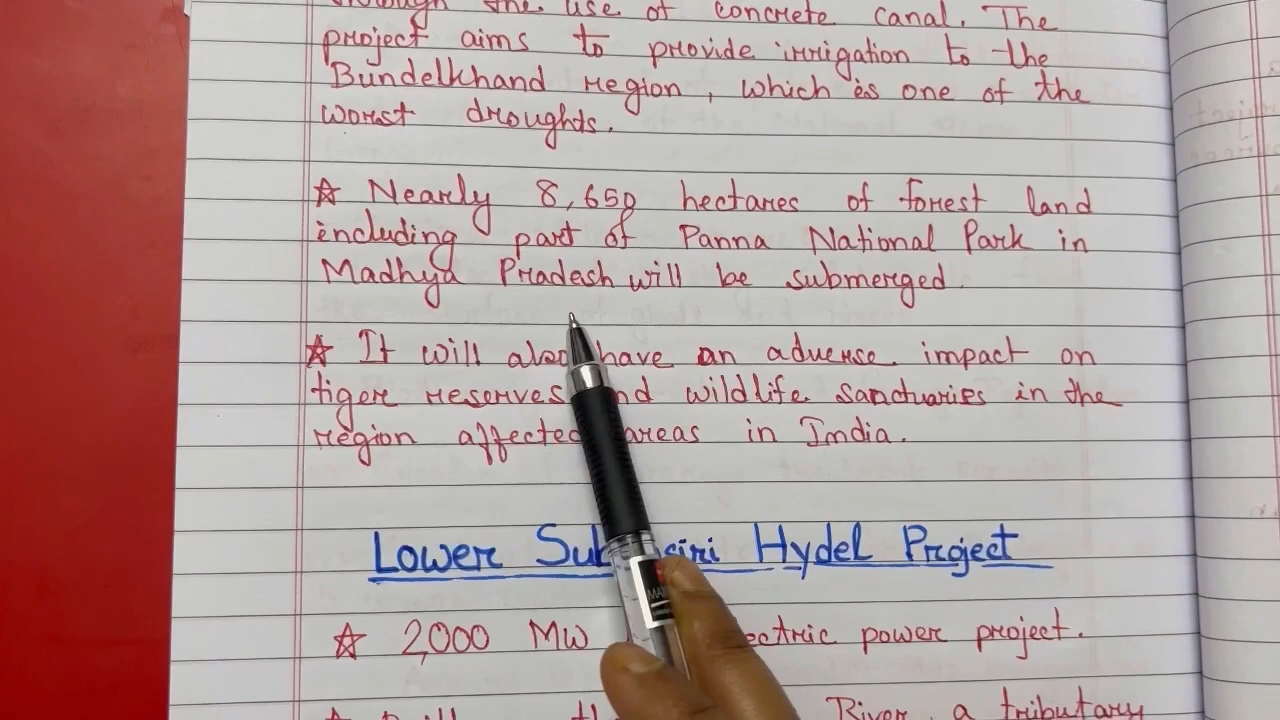 through the use of concrete canal. The
project aims to provide irrigation to the
Bundelkhand region, which is one of the
worst droughts.
☆ Nearly 8,650 hectares of forest land
including part of Panna National Park in
Madhya Pradesh will be submerged.
☆ It will also have an adverse impact on
tiger reserves and wildlife sanctuaries in the
region affected areas in India.
Lower Subansiri Hydel Project
☆ 2,000 MW ectric power project.
River, a tributary